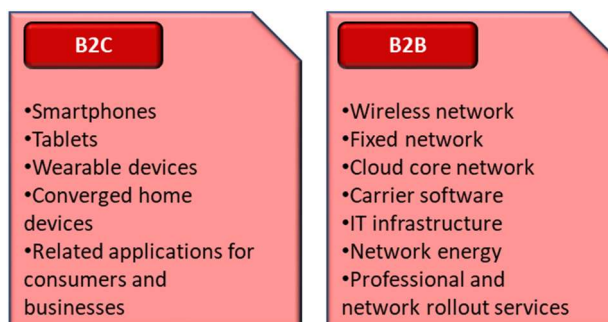 B2C
•Smartphones
•Tablets
•Wearable devices
•Converged home
devices
•Related applications for
consumers and
businesses
B2B
•Wireless network
•Fixed network
•Cloud core network
•Carrier software
•IT infrastructure
•Network energy
•Professional and
network rollout services